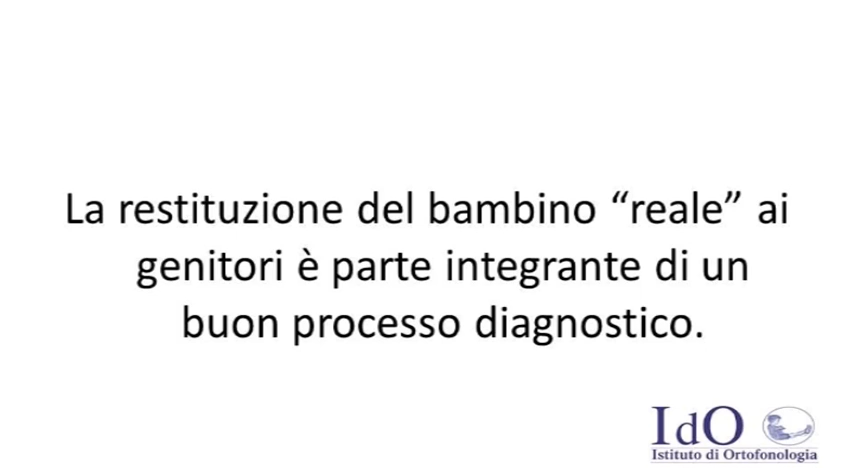 La restituzione del bambino “reale” ai
genitori è parte integrante di un
buon processo diagnostico.
IdO
Istituto di Ortofonologia